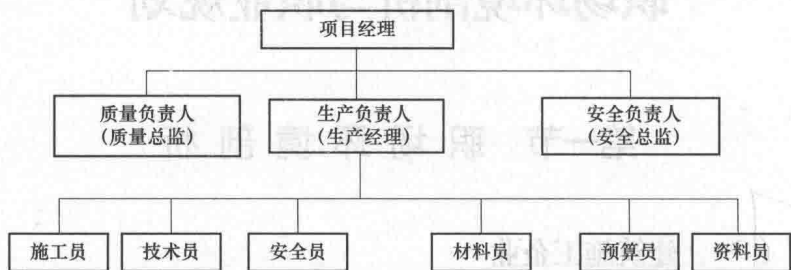 项目经理
质量负责人
(质量总监)
生产负责人
(生产经理)
安全负责人
(安全总监)
施工员
技术员
安全员
材料员
预算员
资料员